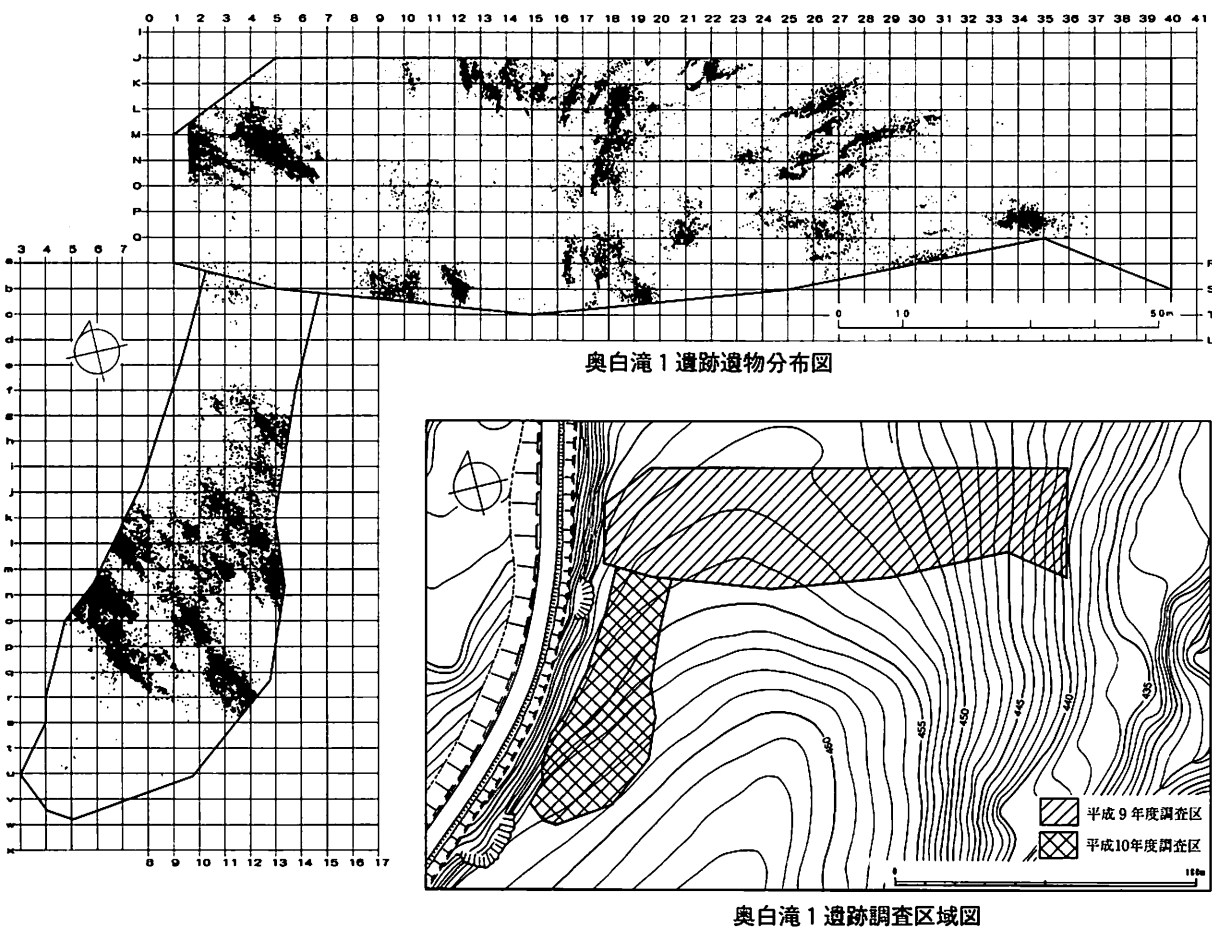 0 1 2 3 4 5 6 7 8 9 10 11 12 13 14 15 16 17 18 19 20 21 22 23 24 25 26 27 28 29 30 31 32 33 34 35 36 37 38 39 40 41
I
J
K
L
M
N
O
P
Q
R
S
T
U
0 10 50m
奥白滝1遺跡遺物分布図
3 4 5 6 7
a
b
c
d
e
f
g
h
i
j
k
l
m
n
o
p
q
r
s
t
u
v
w
x
8 9 10 11 12 13 14 15 16 17
435
440
445
450
455
460
平成9年度調査区
平成10年度調査区
0
奥白滝1遺跡調査区域図